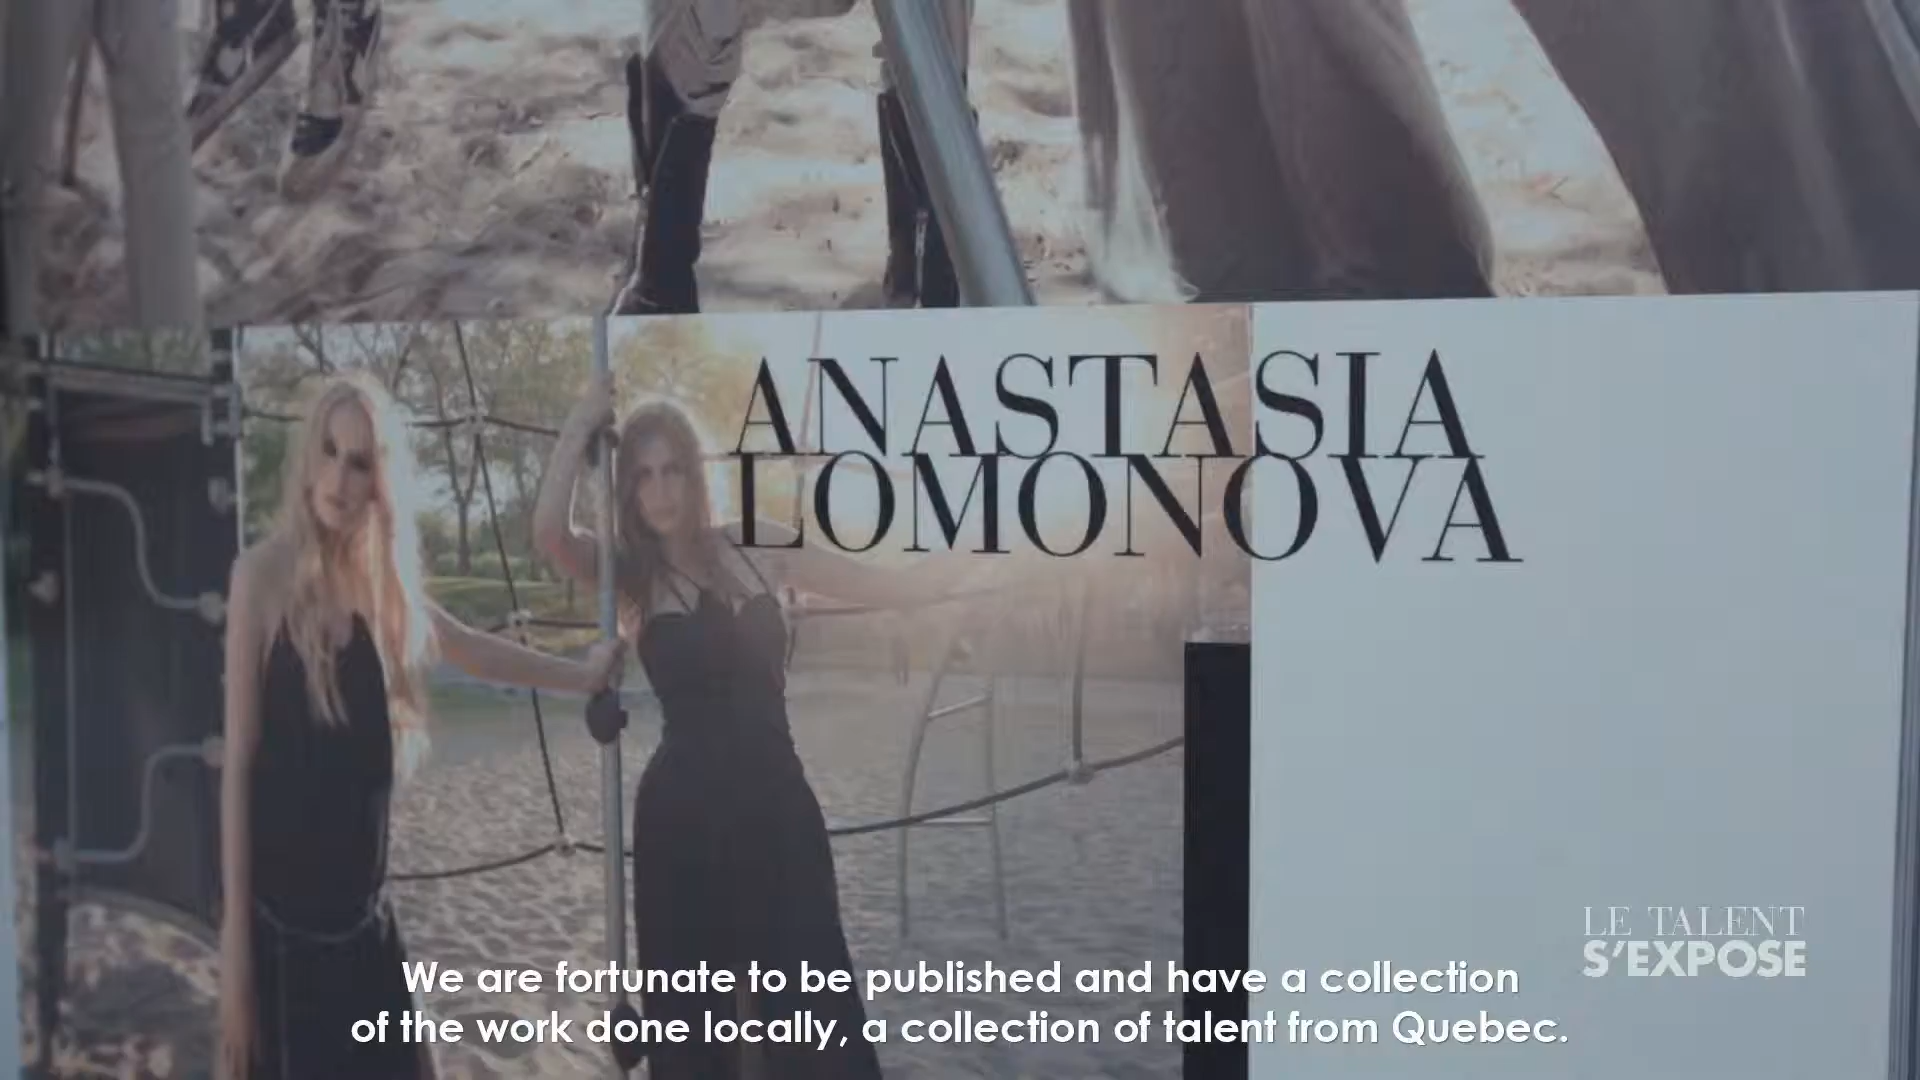 ANASTASIA
LOMONOVA
LE TALENT
S'EXPOSE
We are fortunate to be published and have a collection
of the work done locally, a collection of talent from Quebec.